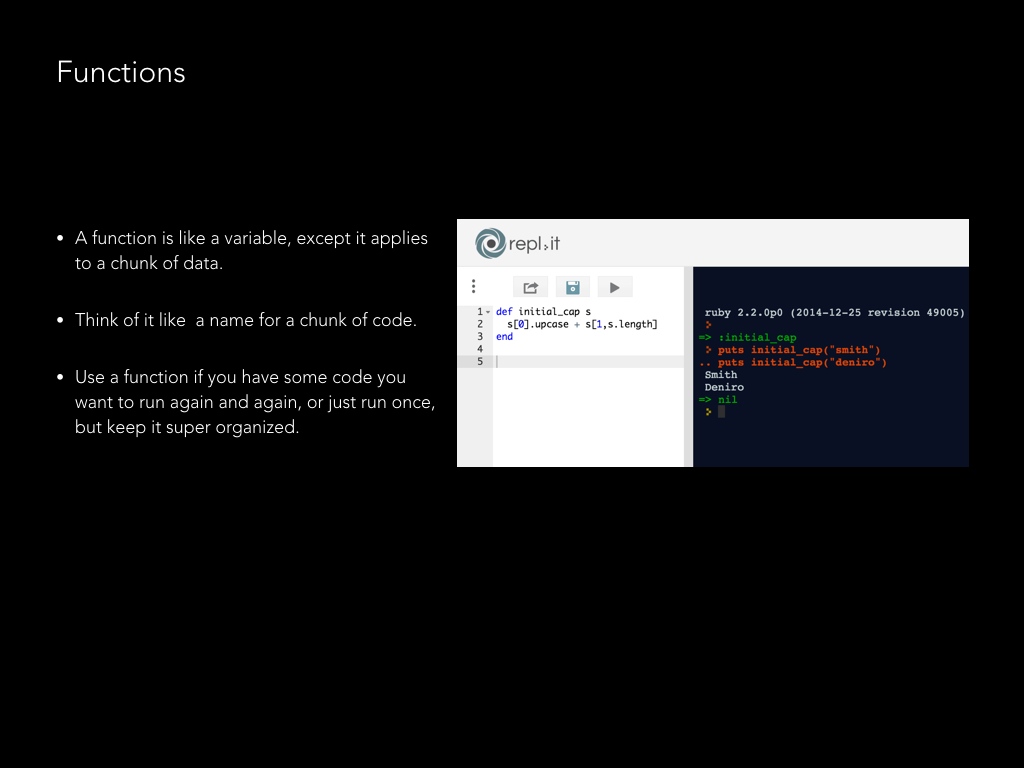 Functions
• A function is like a variable, except it applies
to a chunk of data.
• Think of it like  a name for a chunk of code.
• Use a function if you have some code you
want to run again and again, or just run once,
but keep it super organized.
repl.it
1 def initial_cap s
2 s[0].upcase + s[1,s.length]
3 end
4
5
ruby 2.2.0p0 (2014-12-25 revision 49005)
=> :initial_cap
puts initial_cap("smith")
.. puts initial_cap("deniro")
Smith
Deniro
=> nil